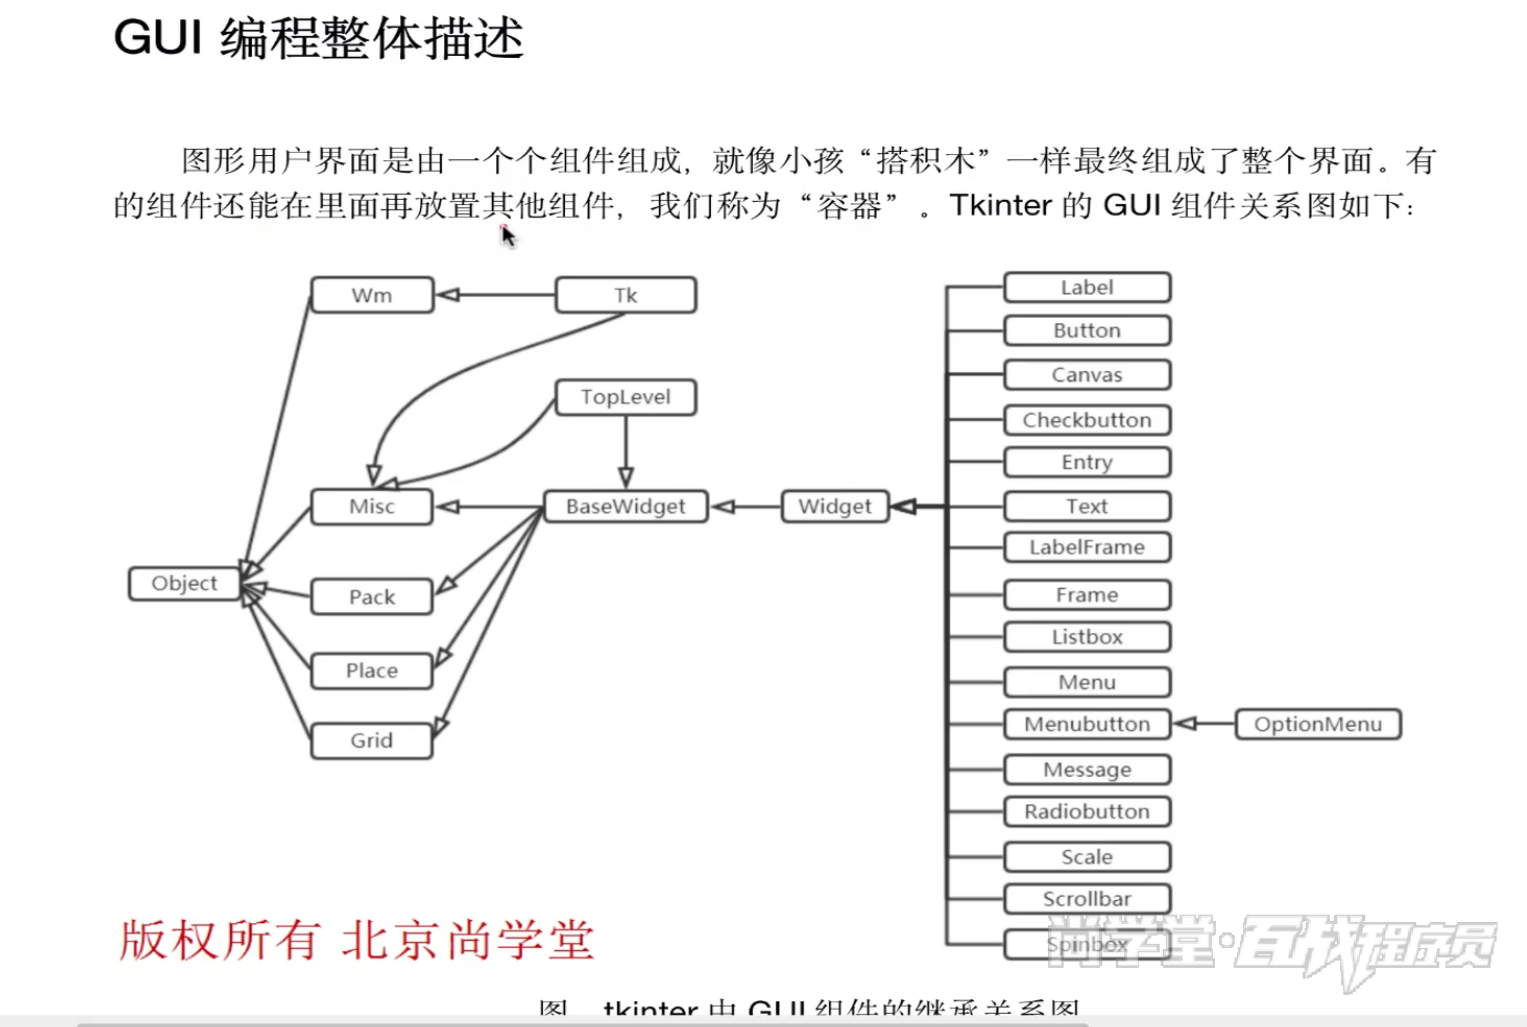 GUI 编程整体描述
图形用户界面是由一个个组件组成，就像小孩“搭积木”一样最终组成了整个界面。有
的组件还能在里面再放置其他组件，我们称为“容器”。Tkinter 的 GUI 组件关系图如下：
Wm
Tk
TopLevel
Misc
BaseWidget
Widget
Object
Pack
Place
Grid
Label
Button
Canvas
Checkbutton
Entry
Text
LabelFrame
Frame
Listbox
Menu
Menubutton
OptionMenu
Message
Radiobutton
Scale
Scrollbar
Spinbox
版权所有 北京尚学堂
尚学堂·百战程序员
图 tkinter 中 GUI 组件的继承关系图